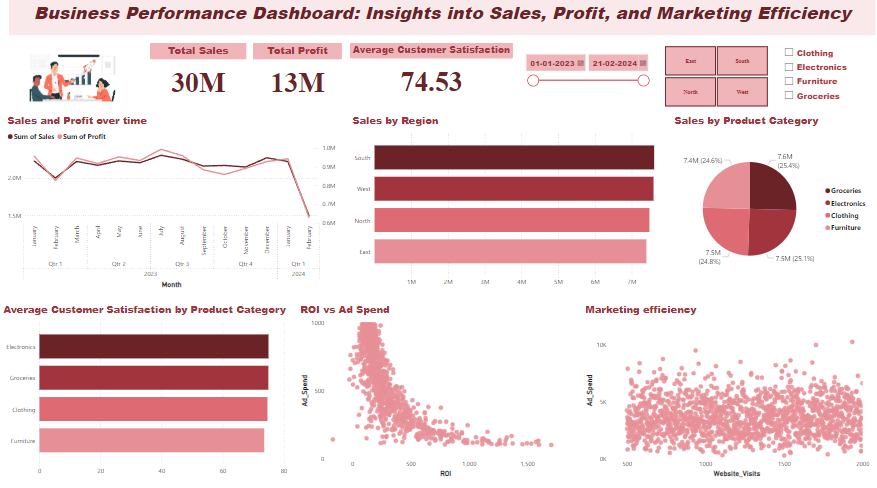 Business Performance Dashboard: Insights into Sales, Profit, and Marketing Efficiency
Total Sales
30M
Total Profit
13M
Average Customer Satisfaction
74.53
01-01-2023
21-02-2024
East
South
North
West
Clothing
Electronics
Furniture
Groceries
Sales and Profit over time
Sum of Sales
Sum of Profit
2.0M
1.5M
1.0M
0.9M
0.8M
0.7M
0.6M
January
February
March
April
May
June
July
August
September
October
November
December
January
February
Qtr 1
Qtr 2
Qtr 3
Qtr 4
Qtr 1
2023
2024
Month
Sales by Region
South
West
North
East
1M
2M
3M
4M
5M
6M
7M
Sales by Product Category
7.4M (24.6%)
7.6M
(25.4%)
7.5M
(24.8%)
7.5M (25.1%)
Groceries
Electronics
Clothing
Furniture
Average Customer Satisfaction by Product Category
Electronics
Groceries
Clothing
Furniture
0
20
40
60
80
ROI vs Ad Spend
Ad_Spend
1000
500
0
0
500
1,000
1,500
ROI
Marketing efficiency
Ad_Spend
10K
5K
0K
500
1000
1500
2000
Website_Visits